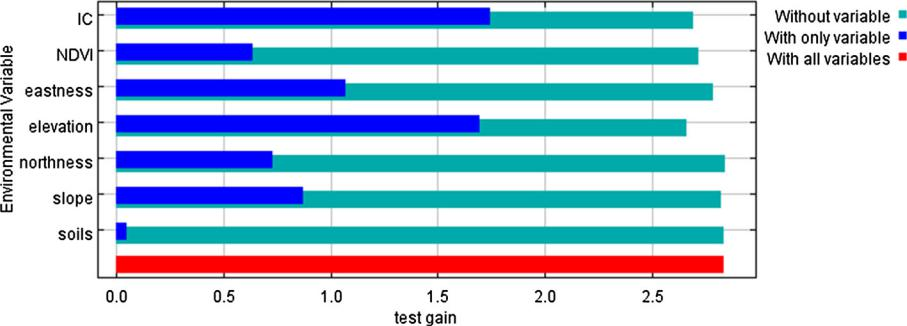 Environmental Variable
IC
NDVI
eastness
elevation
northness
slope
soils
0.0 0.5 1.0 1.5 2.0 2.5
test gain
Without variable
With only variable
With all variables